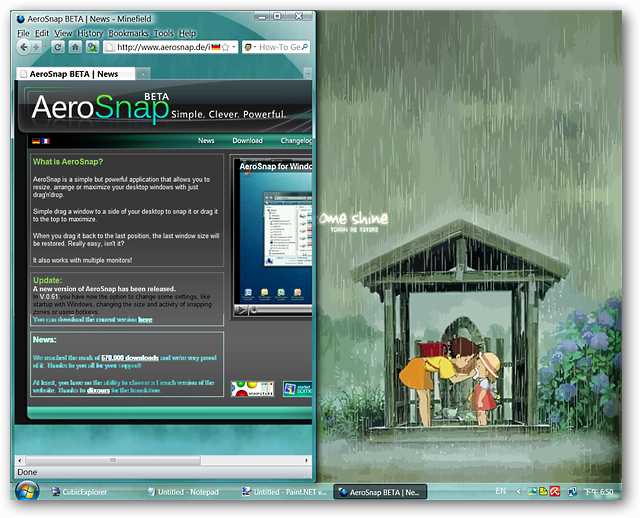 AeroSnap BETA | News - Minefield
File Edit View History Bookmarks Tools Help
http://www.aerosnap.de/i
How-To Ge
AeroSnap BETA | News
AeroSnap BETA
Simple. Clever. Powerful.
News Download Changelog
What is AeroSnap?
AeroSnap is a simple but powerful application that allows you to
resize, arrange or maximize your desktop windows with just
drag'n'drop.
Simple drag a window to a side of your desktop to snap it or drag it
to the top to maximize.
When you drag it back to the last position, the last window size will
be restored. Really easy, isn't it?
It also works with multiple monitors!
AeroSnap for Windo
Update:
A new version of AeroSnap has been released.
In V.0.61 you have now the option to change some settings, like
startup with Windows, changing the size and activity of snapping
zones or using hotkeys.
You can download the current version here.
News:
We reached the mark of 570.000 downloads and we're very proud
of it. Thanks to you all for your support!
At least, you have the ability to choose a
website. Thanks to for the translation.
Done
one shine
CubicExplorer
Untitled - Notepad
Untitled - Paint.NET v...
AeroSnap BETA | Ne...
EN
下午 6:50